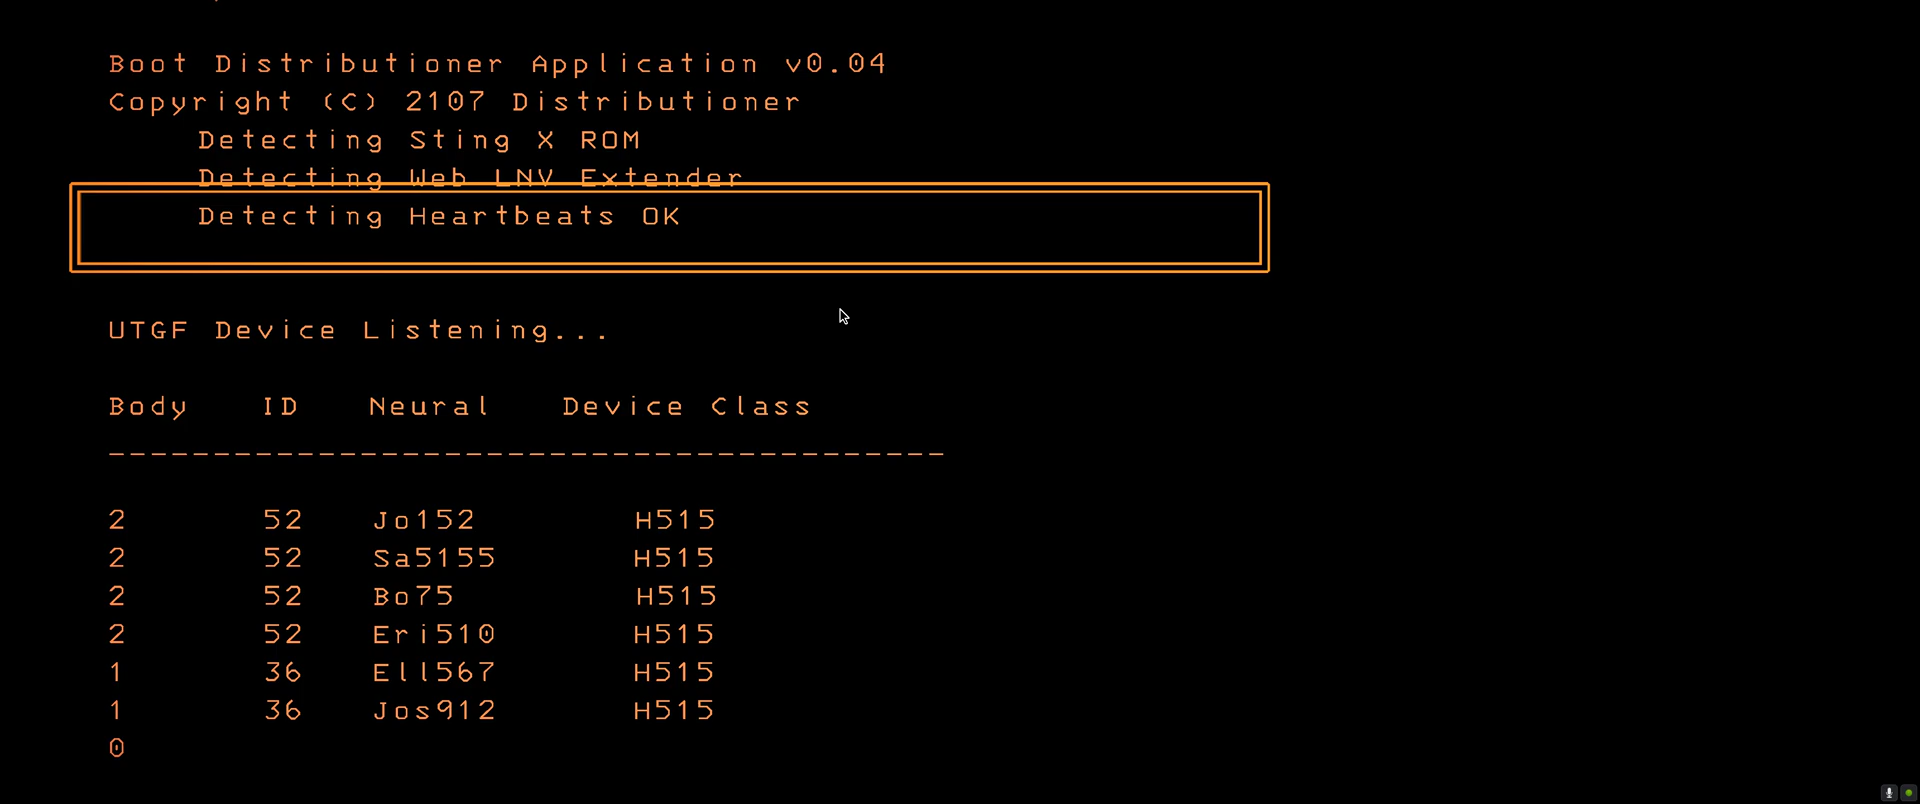 Boot Distributioner Application v0.04
Copyright (C) 2107 Distributioner
Detecting Sting X ROM
Detecting Web LNV Extender
Detecting Heartbeats OK
UTGF Device Listening...
Body ID Neural Device Class
----------------------------------------
2 52 Jo152 H515
2 52 Sa5155 H515
2 52 Bo75 H515
2 52 Eri510 H515
1 36 Ell567 H515
1 36 Jos912 H515
0